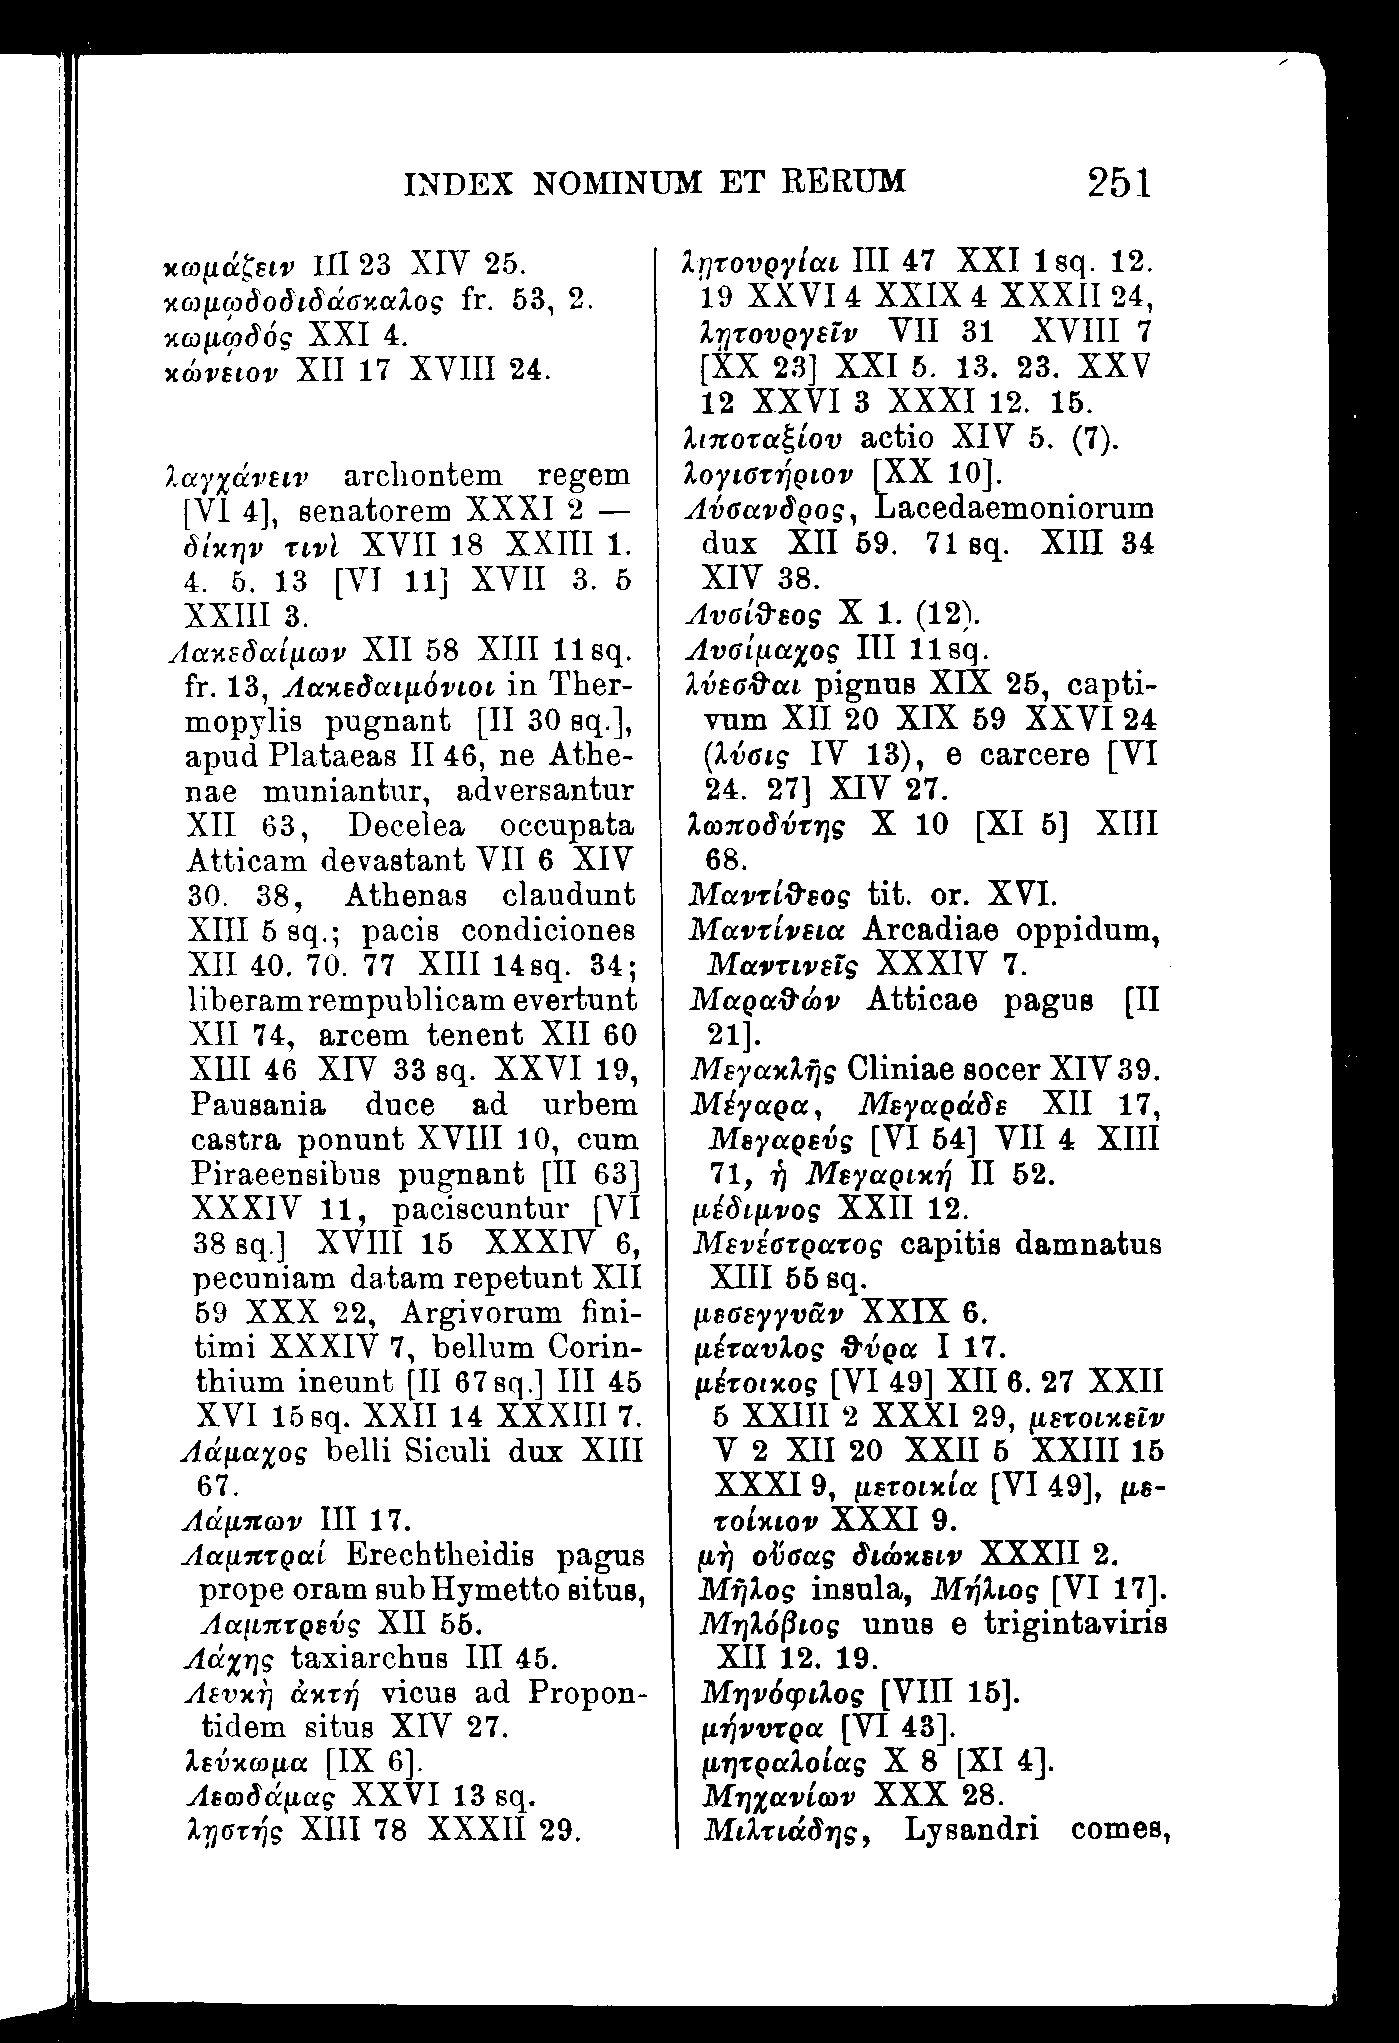 INDEX NOMINUM ET RERUM 251
κωμάζειν III 23 XIV 25.
κωμῳδοδιδάσκαλος fr. 53, 2.
κωμῳδός XXI 4.
κώνειον XII 17 XVIII 24.
λαγχάνειν archontem regem
[VI 4], senatorem XXXI 2 —
δίκην τινὶ XVII 18 XXIII 1.
4. 5. 13 [VI 11] XVII 3. 5
XXIII 3.
Λακεδαίμων XII 58 XIII 11 sq.
fr. 13, Λακεδαιμόνιοι in Ther-
mopylis pugnant [II 30 sq.],
apud Plataeas II 46, ne Athe-
nae muniantur, adversantur
XII 63, Decelea occupata
Atticam devastant VII 6 XIV
30. 38, Athenas claudunt
XIII 5 sq.; pacis condiciones
XII 40. 70. 77 XIII 14 sq. 34;
liberam rempublicam evertunt
XII 74, arcem tenent XII 60
XIII 46 XIV 33 sq. XXVI 19,
Pausania duce ad urbem
castra ponunt XVIII 10, cum
Piraeensibus pugnant [II 63]
XXXIV 11, paciscuntur [VI
38 sq.] XVIII 15 XXXIV 6,
pecuniam datam repetunt XII
59 XXX 22, Argivorum fini-
timi XXXIV 7, bellum Corin-
thium ineunt [II 67 sq.] III 45
XVI 15 sq. XXII 14 XXXIII 7.
Λάμαχος belli Siculi dux XIII
67.
Λάμπων III 17.
Λαμπτραί Erechtheidis pagus
prope oram sub Hymetto situs,
Λαμπτρεύς XII 55.
Λάχης taxiarchus III 45.
Λευκὴ ἀκτή vicus ad Propon-
tidem situs XIV 27.
λεύκωμα [IX 6].
Λεωδάμας XXVI 13 sq.
λῃστής XIII 78 XXXII 29.
λῃτουργίαι III 47 XXI 1 sq. 12.
19 XXVI 4 XXIX 4 XXXII 24,
λῃτουργεῖν VII 31 XVIII 7
[XX 23] XXI 5. 13. 23. XXV
12 XXVI 3 XXXI 12. 15.
λιποταξίου actio XIV 5. (7).
λογιστήριον [XX 10].
Λύσανδρος, Lacedaemoniorum
dux XII 59. 71 sq. XIII 34
XIV 38.
Λυσίθεος X 1. (12).
Λυσίμαχος III 11 sq.
λύεσθαι pignus XIX 25, capti-
vum XII 20 XIX 59 XXVI 24
(λύσις IV 13), e carcere [VI
24. 27] XIV 27.
λωποδύτης X 10 [XI 5] XIII
68.
Μαντίθεος tit. or. XVI.
Μαντίνεια Arcadiae oppidum,
Μαντινεῖς XXXIV 7.
Μαραθών Atticae pagus [II
21].
Μεγακλῆς Cliniae socer XIV 39.
Μέγαρα, Μεγαράδε XII 17,
Μεγαρεύς [VI 54] VII 4 XIII
71, ἡ Μεγαρική II 52.
μέδιμνος XXII 12.
Μενέστρατος capitis damnatus
XIII 55 sq.
μεσεγγυᾶν XXIX 6.
μέταυλος θύρα I 17.
μέτοικος [VI 49] XII 6. 27 XXII
5 XXIII 2 XXXI 29, μετοικεῖν
V 2 XII 20 XXII 5 XXIII 15
XXXI 9, μετοικία [VI 49], με-
τοίκιον XXXI 9.
μὴ οὔσας διώκειν XXXII 2.
Μῆλος insula, Μήλιος [VI 17].
Μηλόβιος unus e trigintaviris
XII 12. 19.
Μηνόφιλος [VIII 15].
μήνυτρα [VI 43].
μητραλοίας X 8 [XI 4].
Μηχανίων XXX 28.
Μιλτιάδης, Lysandri comes,